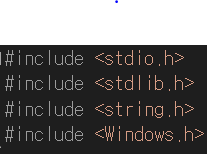 #include <stdio.h>
#include <stdlib.h>
#include <string.h>
#include <Windows.h>